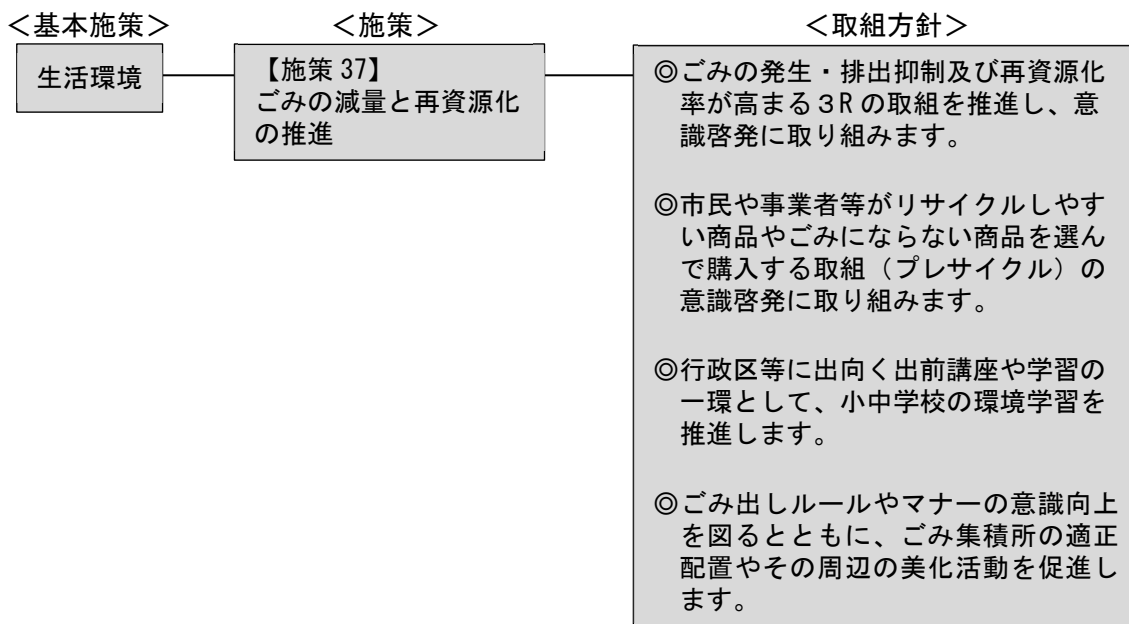 ＜基本施策＞
＜施策＞
＜取組方針＞
生活環境
【施策 37】
ごみの減量と再資源化
の推進
◎ごみの発生・排出抑制及び再資源化
率が高まる３Rの取組を推進し、意
識啓発に取り組みます。
◎市民や事業者等がリサイクルしやす
い商品やごみにならない商品を選ん
で購入する取組（プレサイクル）の
意識啓発に取り組みます。
◎行政区等に出向く出前講座や学習の
一環として、小中学校の環境学習を
推進します。
◎ごみ出しルールやマナーの意識向上
を図るとともに、ごみ集積所の適正
配置やその周辺の美化活動を促進し
ます。